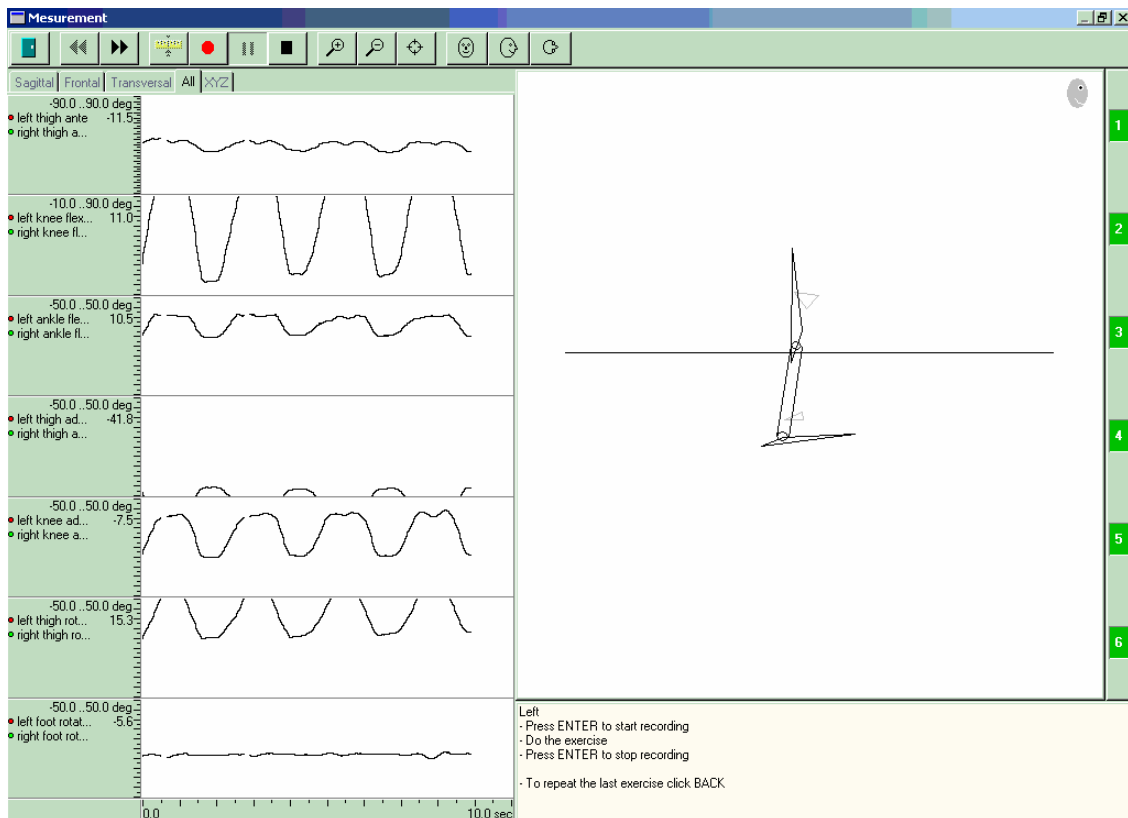 Mesurement
Sagittal Frontal Transversal All XYZ
-90.0 ..90.0 deg
left thigh ante -11.5
right thigh a...
-10.0 ..90.0 deg
left knee flex... 11.0
right knee fl...
-50.0 ..50.0 deg
left ankle fle... 10.5
right ankle fl...
-50.0 ..50.0 deg
left thigh ad... -41.8
right thigh a...
-50.0 ..50.0 deg
left knee ad... -7.5
right knee a...
-50.0 ..50.0 deg
left thigh rot... 15.3
right thigh ro...
-50.0 ..50.0 deg
left foot rotat... -5.6
right foot rot...
0.0 10.0 sec
1
2
3
4
5
6
Left
- Press ENTER to start recording
- Do the exercise
- Press ENTER to stop recording
- To repeat the last exercise click BACK